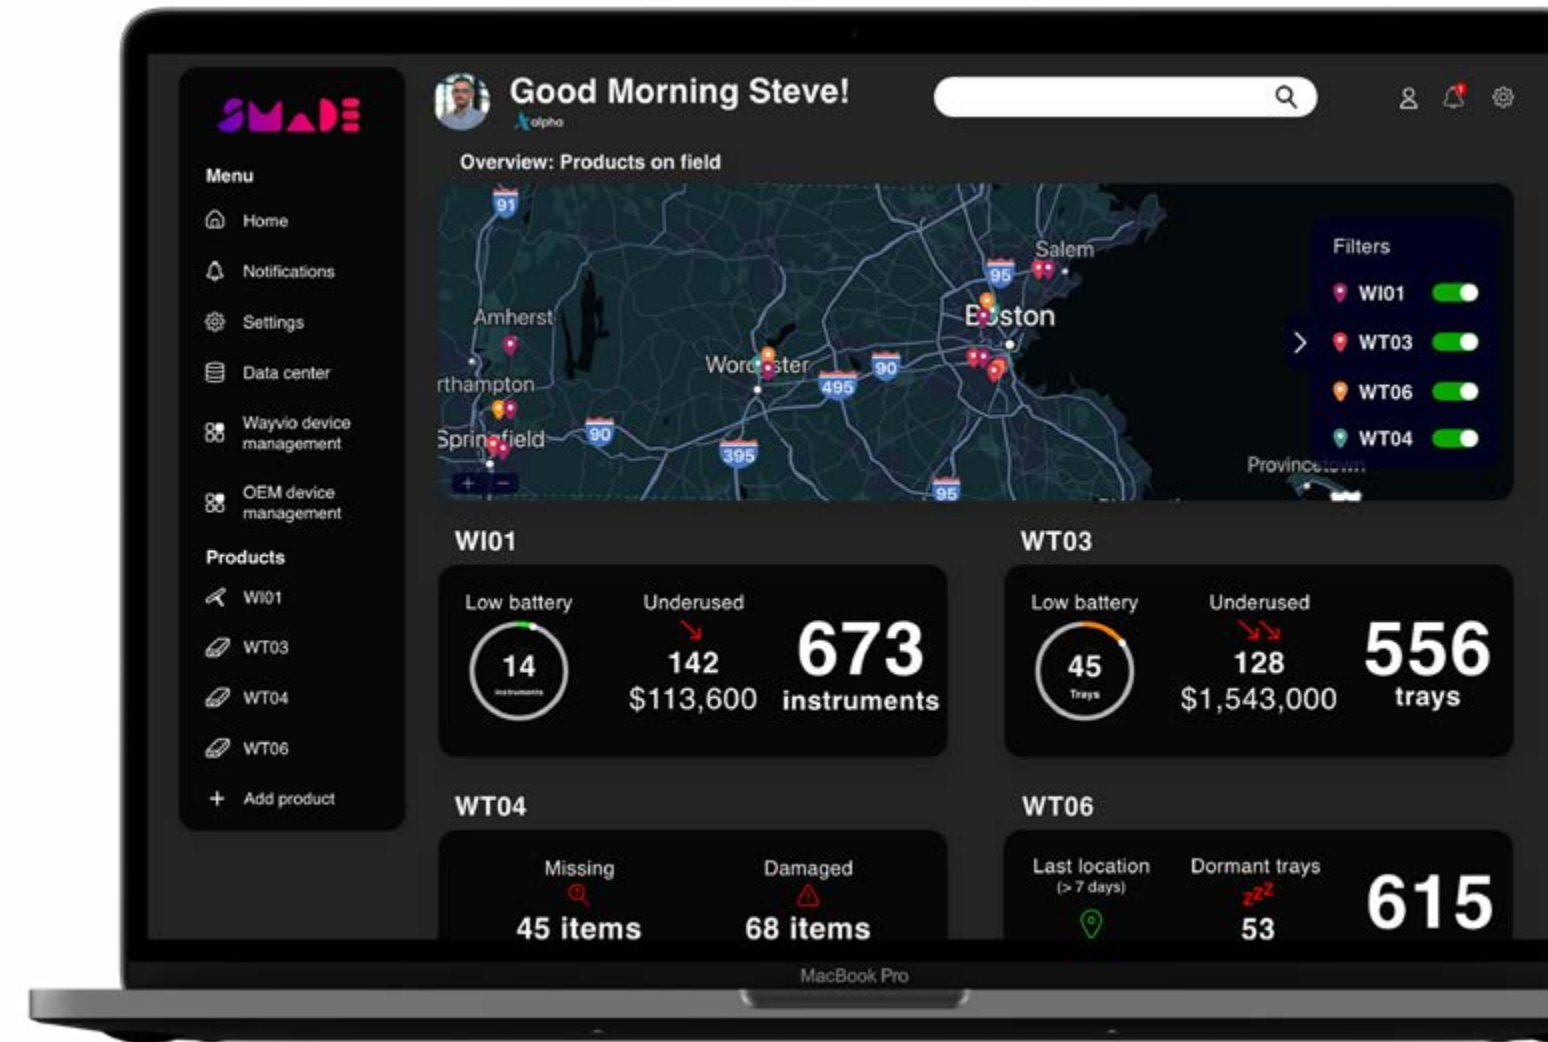 SMADE
Menu
Home
Notifications
Settings
Data center
Wayvio device
management
OEM device
management
Products
WI01
WT03
WT04
WT06
Add product
Good Morning Steve!
alpha
Overview: Products on field
91
Salem
95
Amherst
Boston
Worcester
90
495
rthampton
Springfield
90
395
95
Provincetown
+ −
Filters
WI01
WT03
WT06
WT04
WI01
Low battery
14
instruments
Underused
142
$113,600
673
instruments
WT03
Low battery
45
Trays
Underused
128
$1,543,000
556
trays
WT04
Missing
45 items
Damaged
68 items
WT06
Last location
(> 7 days)
Dormant trays
zzz
53
615
MacBook Pro